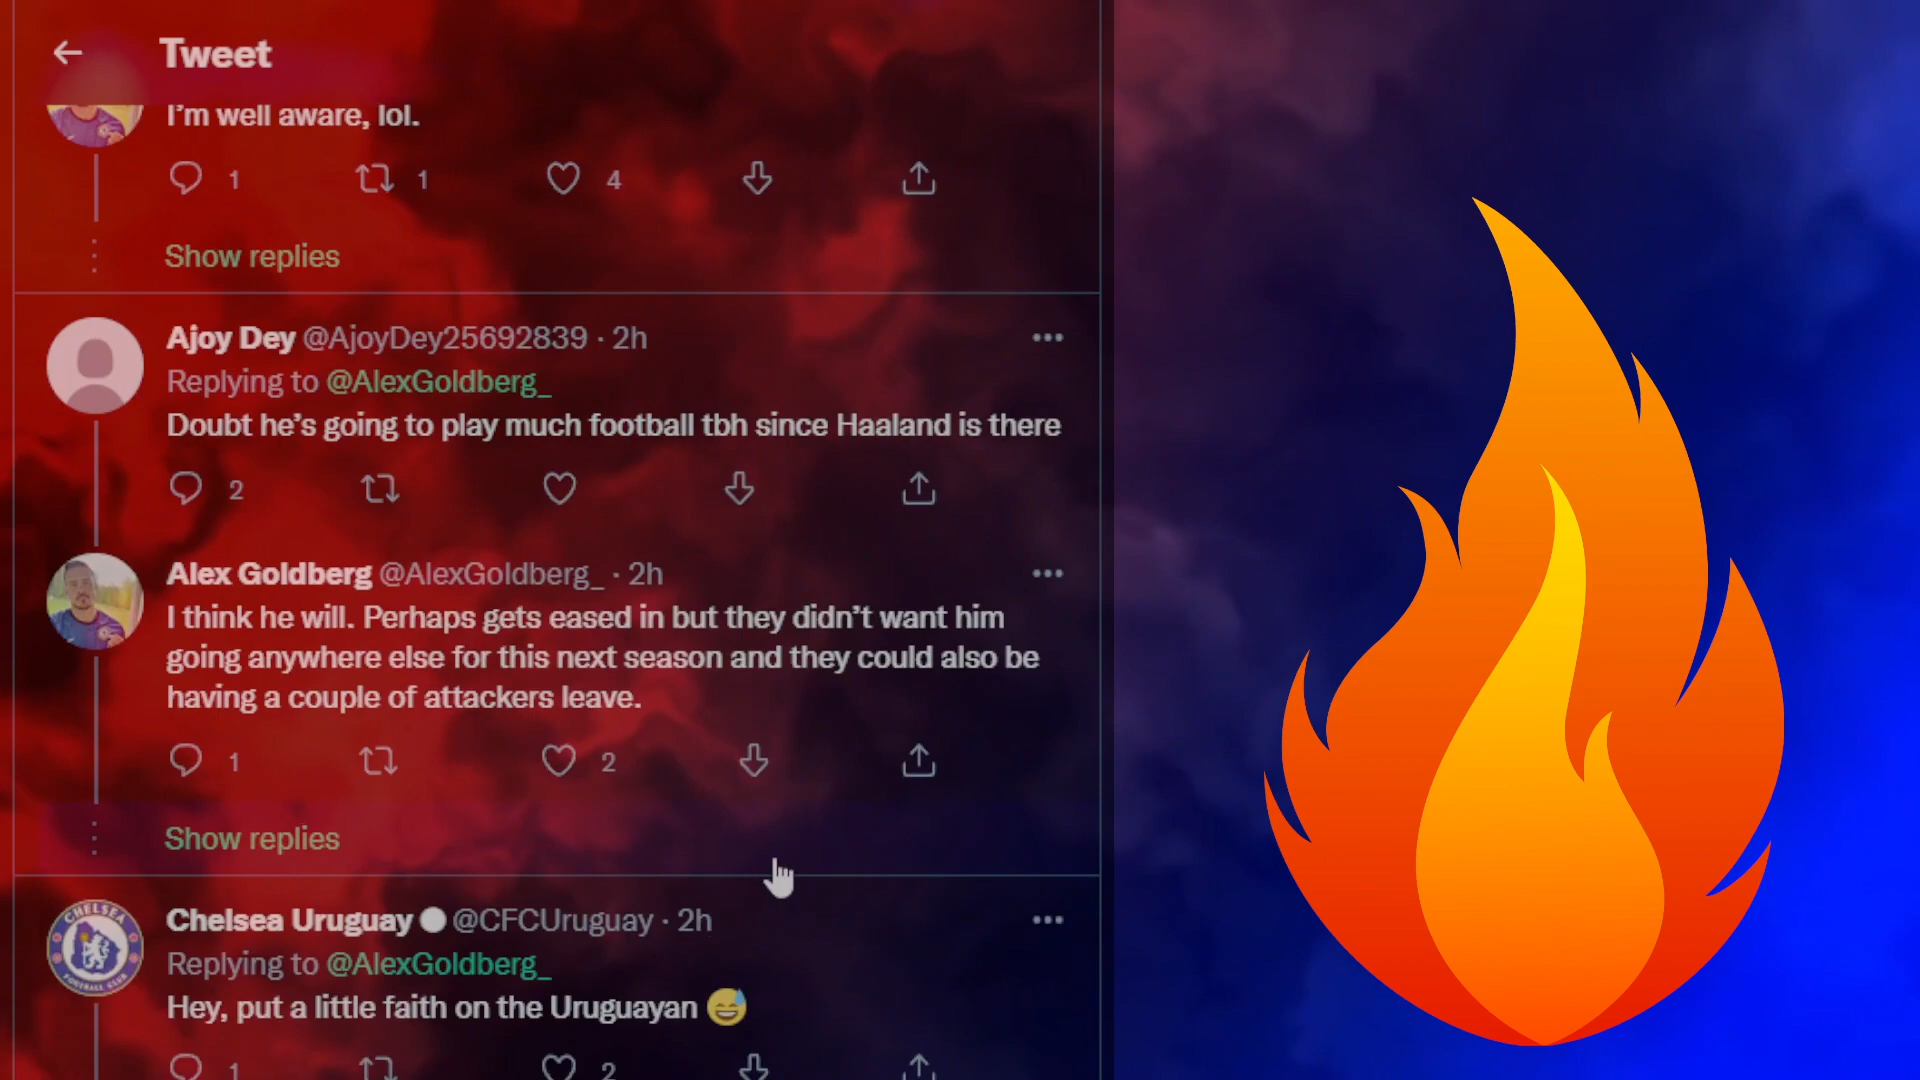 Tweet
I'm well aware, lol.
1 1 4
Show replies
Ajoy Dey @AjoyDey25692839 · 2h
Replying to @AlexGoldberg_
Doubt he's going to play much football tbh since Haaland is there
2
Alex Goldberg @AlexGoldberg_ · 2h
I think he will. Perhaps gets eased in but they didn't want him
going anywhere else for this next season and they could also be
having a couple of attackers leave.
1 2
Show replies
CHELSEA
FOOTBALL CLUB
Chelsea Uruguay @CFCUruguay · 2h
Replying to @AlexGoldberg_
Hey, put a little faith on the Uruguayan 😅
1 2